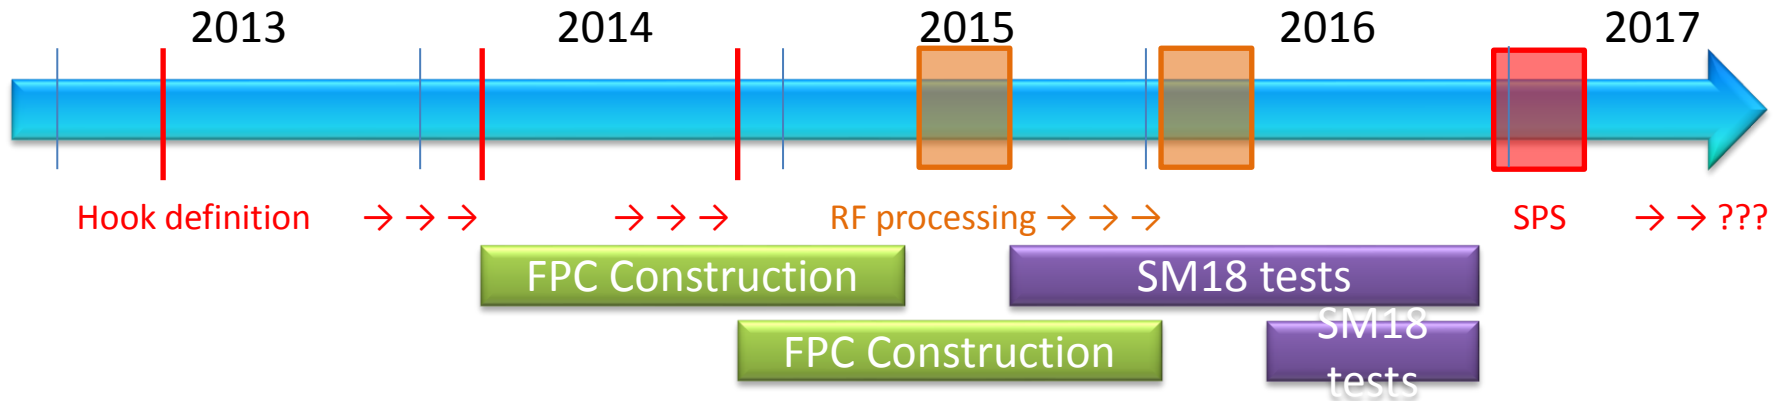 2013 2014 2015 2016 2017
Hook definition → → → → → → RF processing → → → SPS → → ???
FPC Construction SM18 tests
FPC Construction SM18
tests